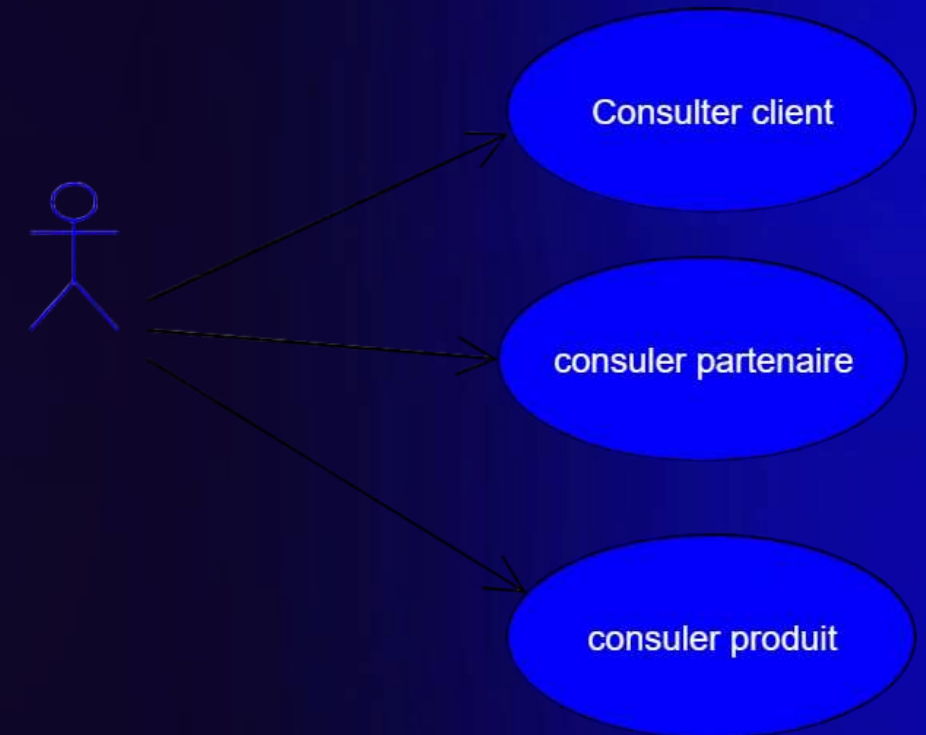 Consulter client
consuler partenaire
consuler produit